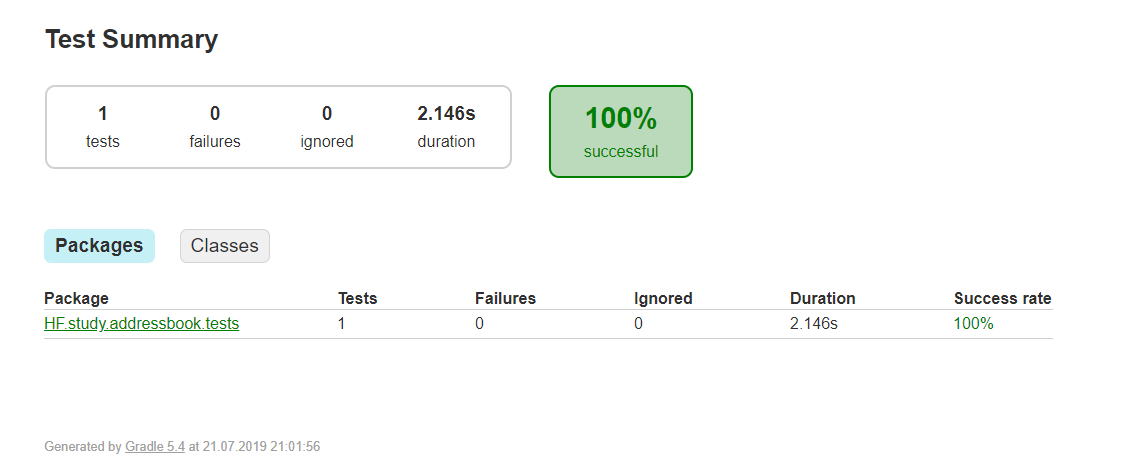 Test Summary
1 0 0 2.146s
tests failures ignored duration
100%
successful
Packages Classes
Package Tests Failures Ignored Duration Success rate
HF.study.addressbook.tests 1 0 0 2.146s 100%
Generated by Gradle 5.4 at 21.07.2019 21:01:56